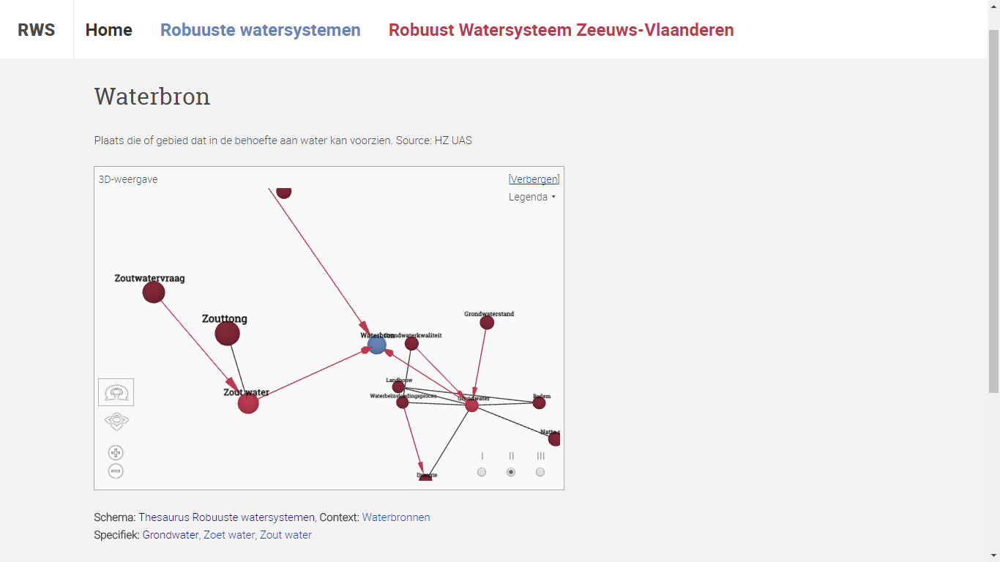 RWS Home Robuuste watersystemen Robuust Watersysteem Zeeuws-Vlaanderen
Waterbron
Plaats die of gebied dat in de behoefte aan water kan voorzien. Source: HZ UAS
3D-weergave [Verbergen]
Legenda
Zoutwatervraag
Grondwaterstand
Zouttong
Waterbron
Landbouw
Zout water
Waterbeïnvloedingsproces
Grondwater
Bodem
Natte
I II III
Droogte
Schema: Thesaurus Robuuste watersystemen, Context: Waterbronnen
Specifiek: Grondwater, Zoet water, Zout water